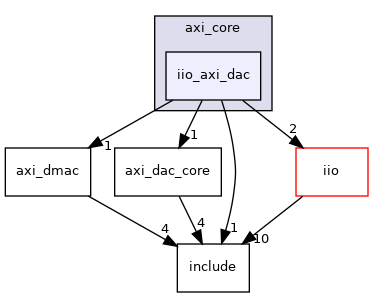 axi_core
iio_axi_dac
1
1
2
axi_dmac
axi_dac_core
iio
4
4
1
10
include